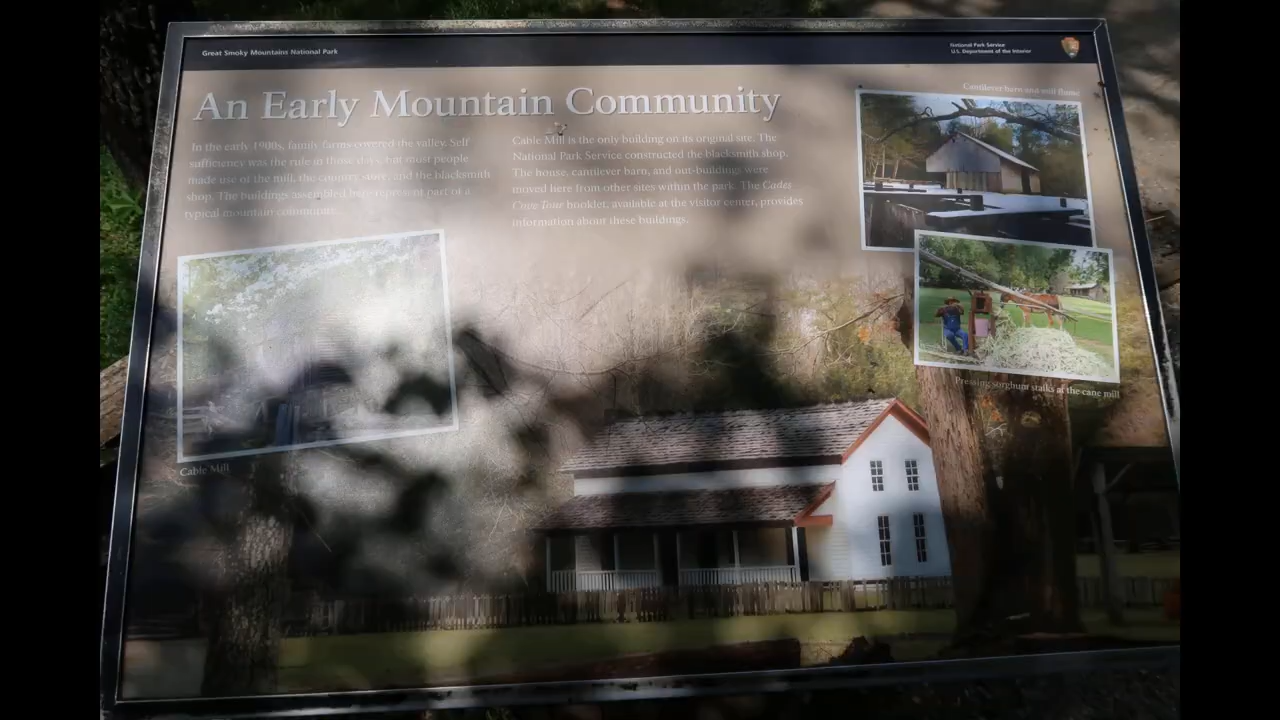 Great Smoky Mountains National Park
National Park Service
U.S. Department of the Interior
An Early Mountain Community
In the early 1900s, family farms covered the valley. Self
sufficiency was the rule in those days, but most people
made use of the mill, the country store, and the blacksmith
shop. The buildings assembled here represent part of a
typical mountain community.
Cable Mill is the only building on its original site. The
National Park Service constructed the blacksmith shop.
The house, cantilever barn, and out-buildings were
moved here from other sites within the park. The Cades
Cove Tour booklet, available at the visitor center, provides
information about these buildings.
Cantilever barn and mill flume
Pressing sorghum stalks at the cane mill
Cable Mill